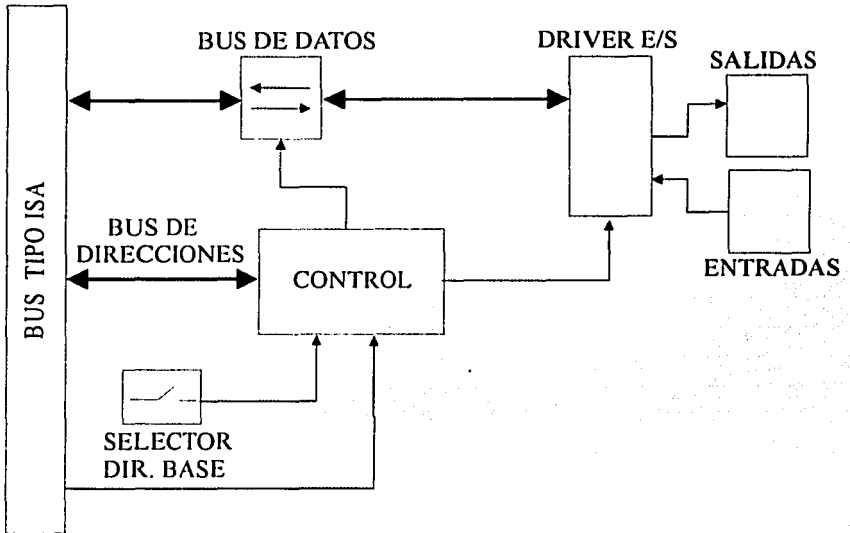 BUS DE DATOS
DRIVER E/S
SALIDAS
BUS TIPO ISA
BUS DE
DIRECCIONES
CONTROL
ENTRADAS
SELECTOR
DIR. BASE